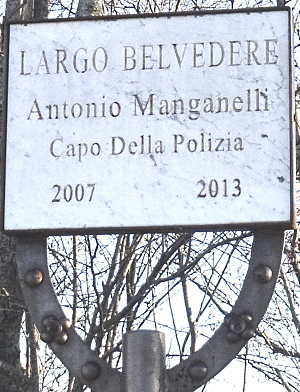 LARGO BELVEDERE
Antonio Manganelli
Capo Della Polizia
2007 2013